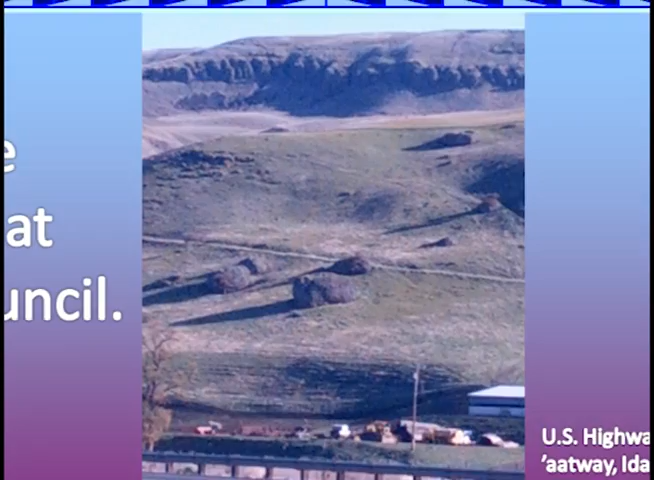 at
uncil.
U.S. Highwa
’aatway, Ida